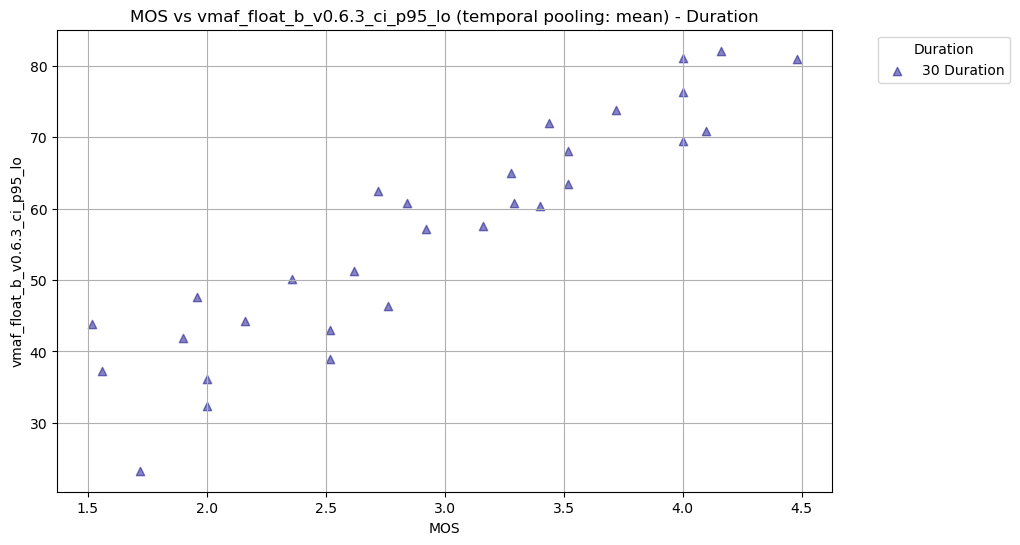 MOS vs vmaf_float_b_v0.6.3_ci_p95_lo (temporal pooling: mean) - Duration
Duration
30 Duration
vmaf_float_b_v0.6.3_ci_p95_lo
80
70
60
50
40
30
1.5 2.0 2.5 3.0 3.5 4.0 4.5
MOS